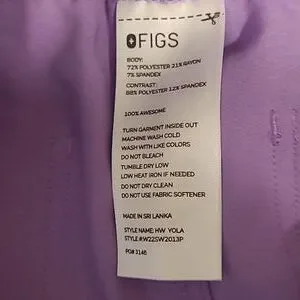 FIGS
BODY:
72% POLYESTER 21% RAYON
7% SPANDEX
CONTRAST:
88% POLYESTER 12% SPANDEX
100% AWESOME
TURN GARMENT INSIDE OUT
MACHINE WASH COLD
WASH WITH LIKE COLORS
DO NOT BLEACH
TUMBLE DRY LOW
LOW HEAT IRON IF NEEDED
DO NOT DRY CLEAN
DO NOT USE FABRIC SOFTENER
MADE IN SRI LANKA
STYLE NAME: HW YOLA
STYLE #:W22SW2013P
PO# 3146